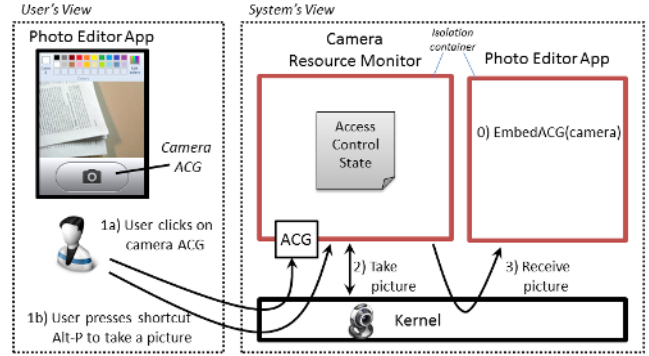 User's View
System's View
Photo Editor App
Camera
ACG
1a) User clicks on
camera ACG
1b) User presses shortcut
Alt-P to take a picture
Camera
Resource Monitor
Isolation
container
Photo Editor App
Access
Control
State
0) EmbedACG(camera)
ACG
2) Take
picture
3) Receive
picture
Kernel